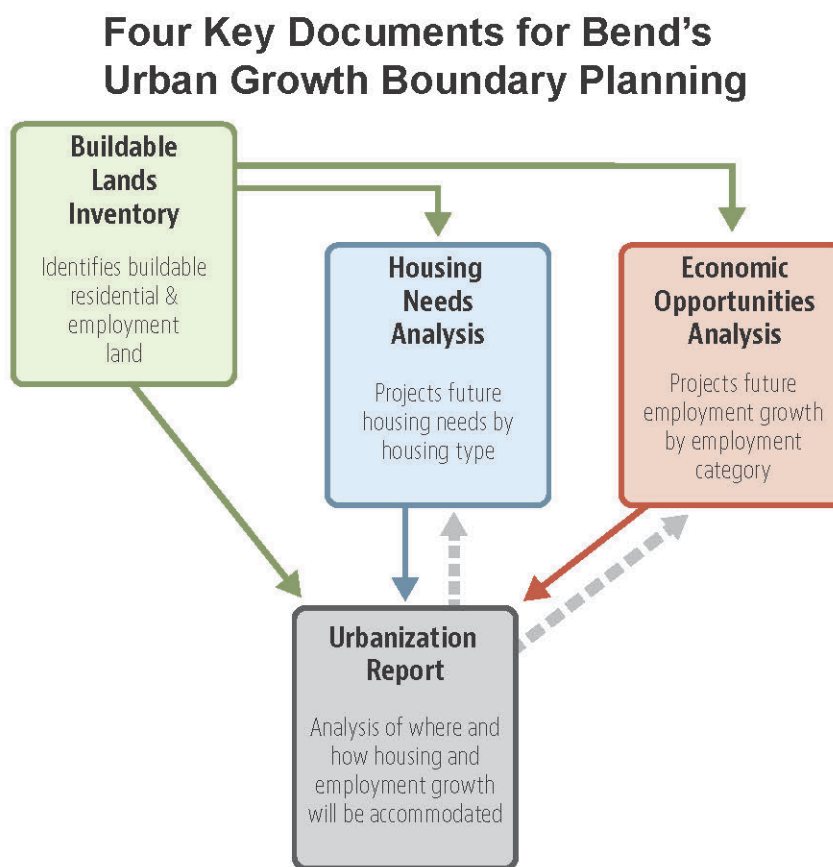 Four Key Documents for Bend’s
Urban Growth Boundary Planning
Buildable
Lands
Inventory
Identifies buildable
residential &
employment
land
Housing
Needs
Analysis
Projects future
housing needs by
housing type
Economic
Opportunities
Analysis
Projects future
employment growth
by employment
category
Urbanization
Report
Analysis of where and
how housing and
employment growth
will be accommodated